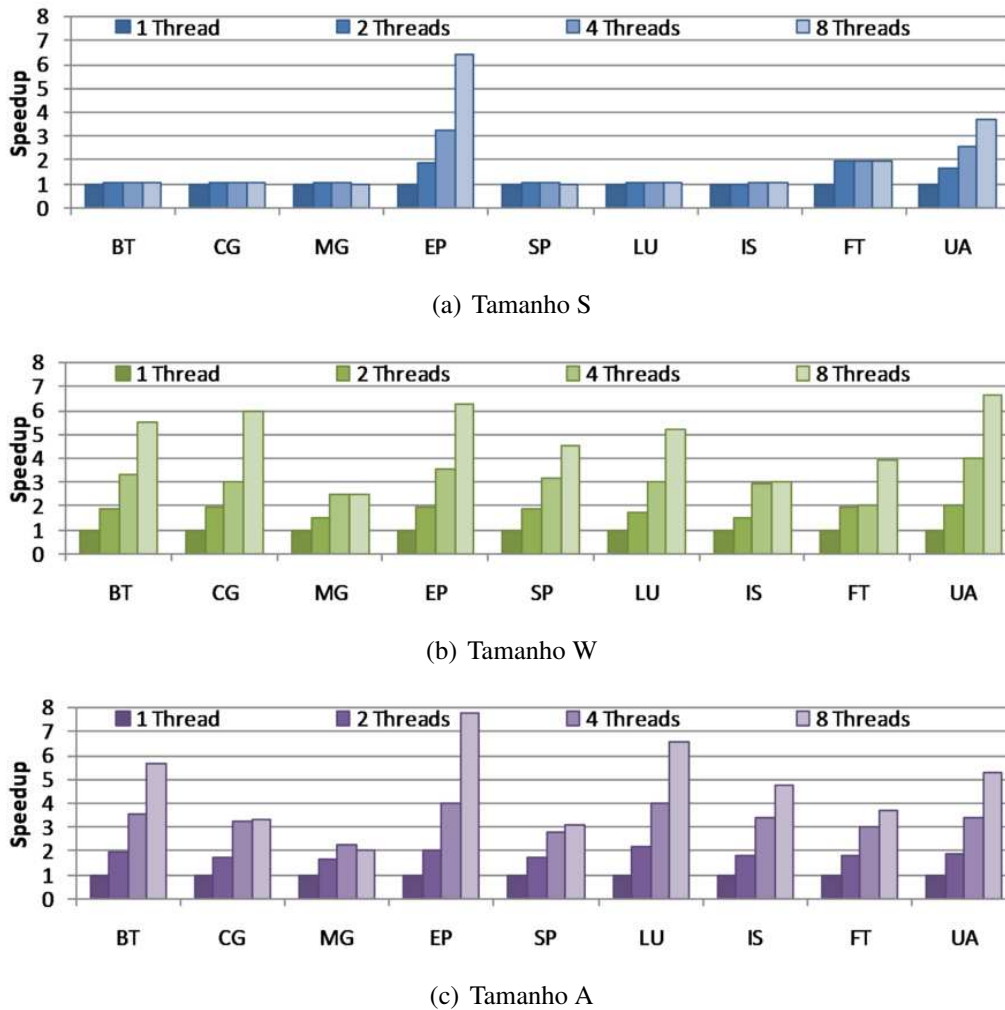 8
7
6
5
4
3
2
1
0
Speedup
1 Thread 2 Threads 4 Threads 8 Threads
BT CG MG EP SP LU IS FT UA
(a) Tamanho S
8
7
6
5
4
3
2
1
0
Speedup
1 Thread 2 Threads 4 Threads 8 Threads
BT CG MG EP SP LU IS FT UA
(b) Tamanho W
8
7
6
5
4
3
2
1
0
Speedup
1 Thread 2 Threads 4 Threads 8 Threads
BT CG MG EP SP LU IS FT UA
(c) Tamanho A